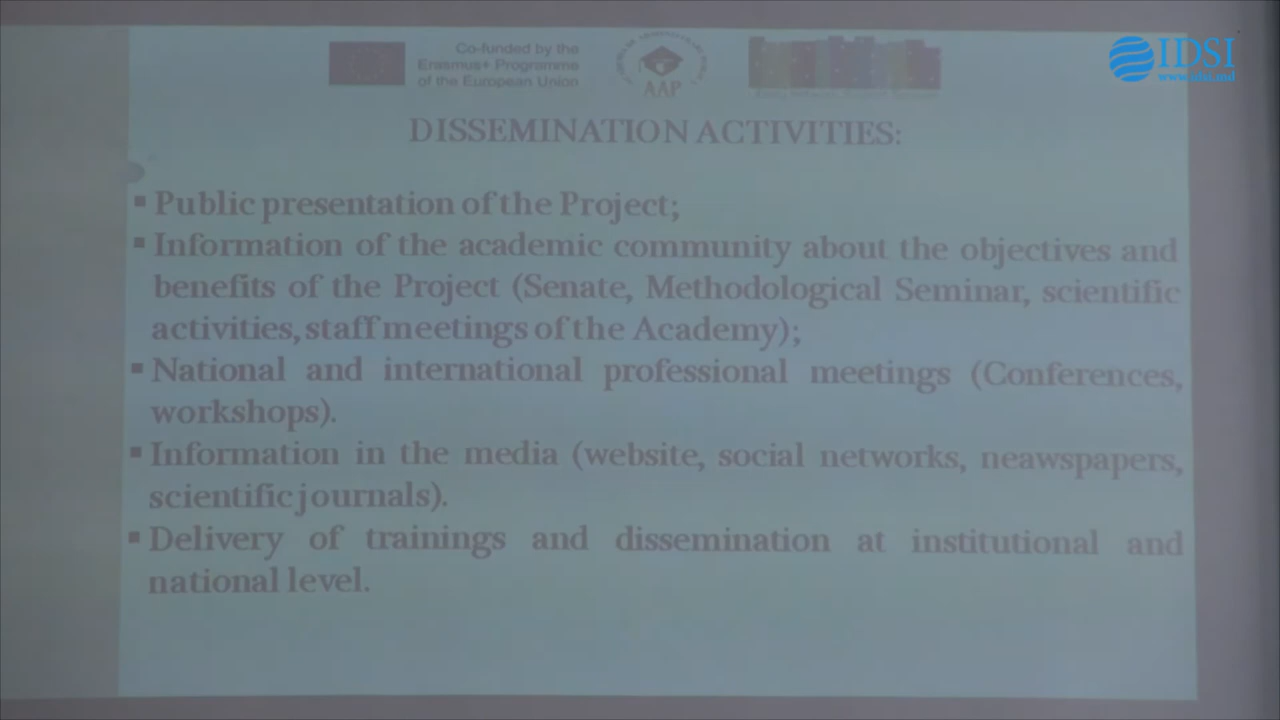 Co-funded by the
Erasmus+ Programme
of the European Union
AAP
IDSI
www.idsi.md
DISSEMINATION ACTIVITIES:
▪ Public presentation of the Project;
▪ Information of the academic community about the objectives and
benefits of the Project (Senate, Methodological Seminar, scientific
activities, staff meetings of the Academy);
▪ National and international professional meetings (Conferences,
workshops).
▪ Information in the media (website, social networks, neawspapers,
scientific journals).
▪ Delivery of trainings and dissemination at institutional and
national level.